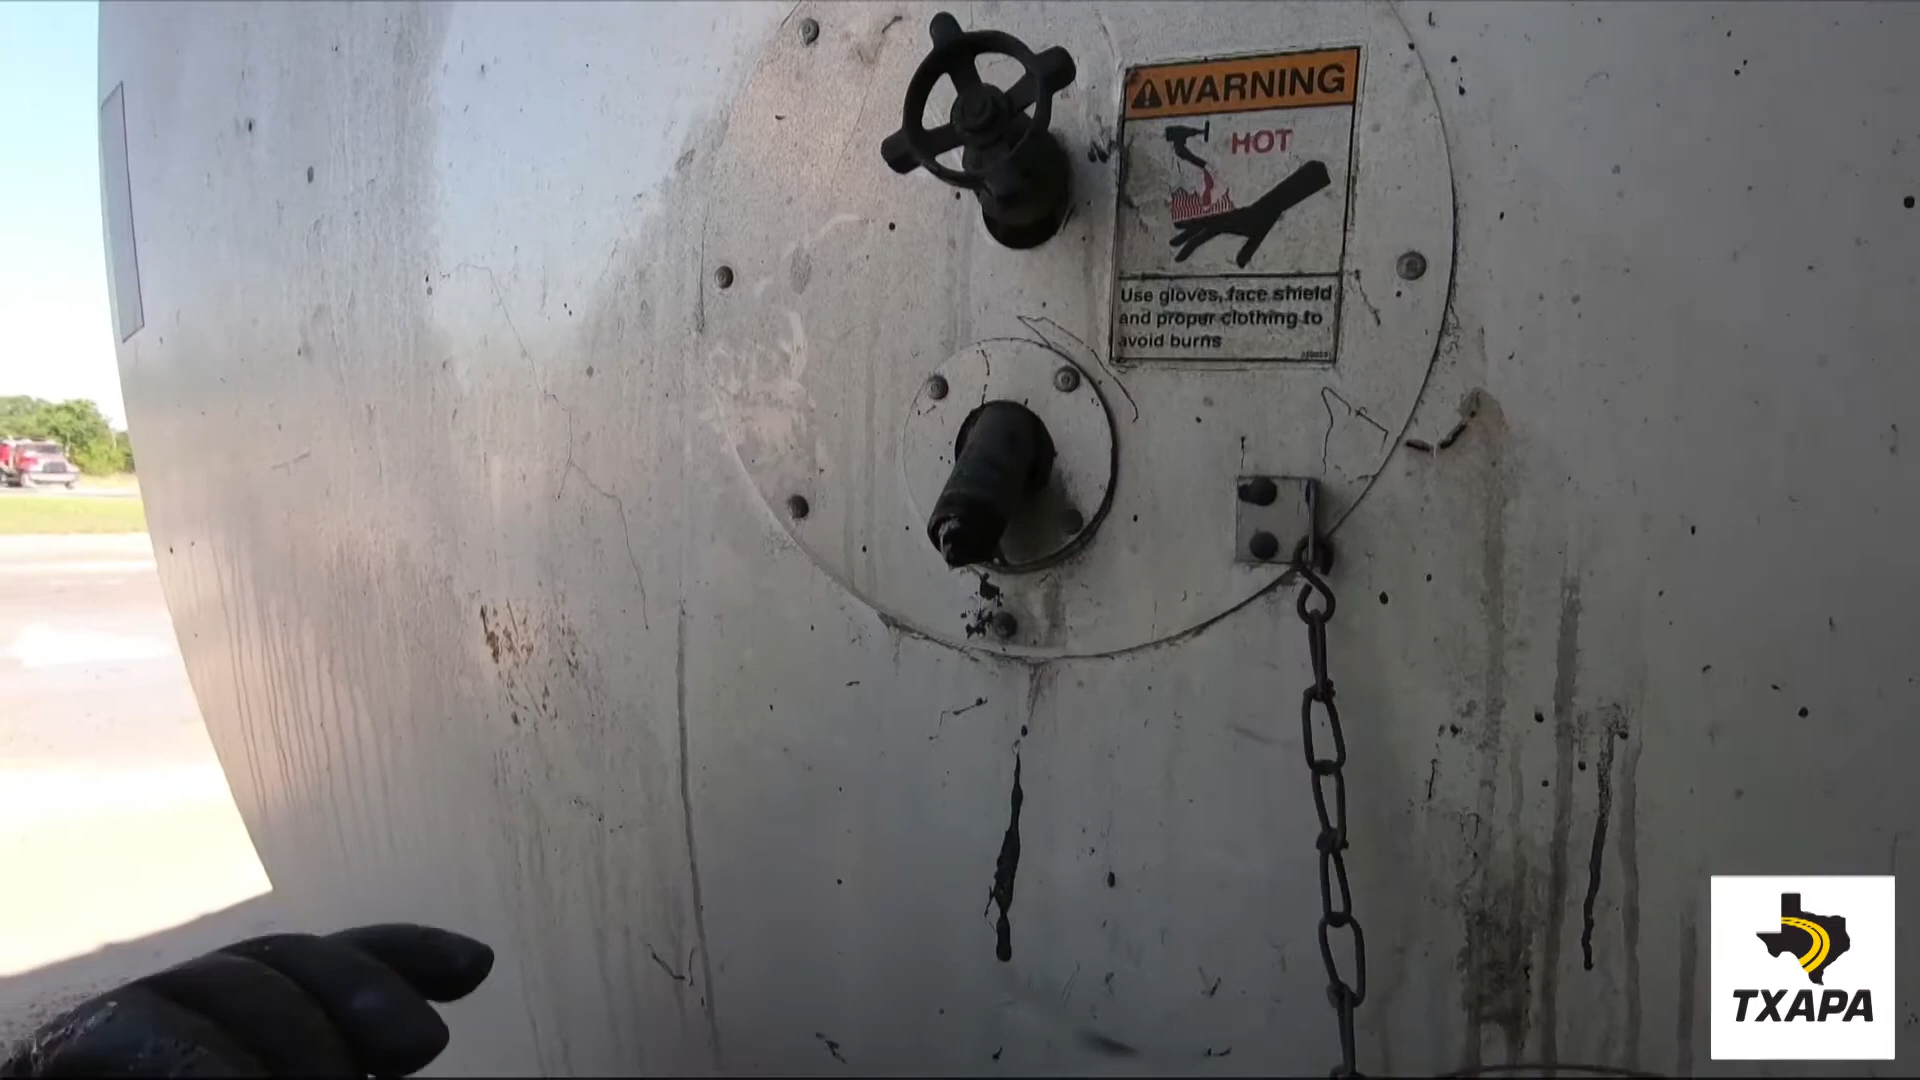 WARNING
HOT
Use gloves, face shield
and proper clothing to
avoid burns
TXAPA